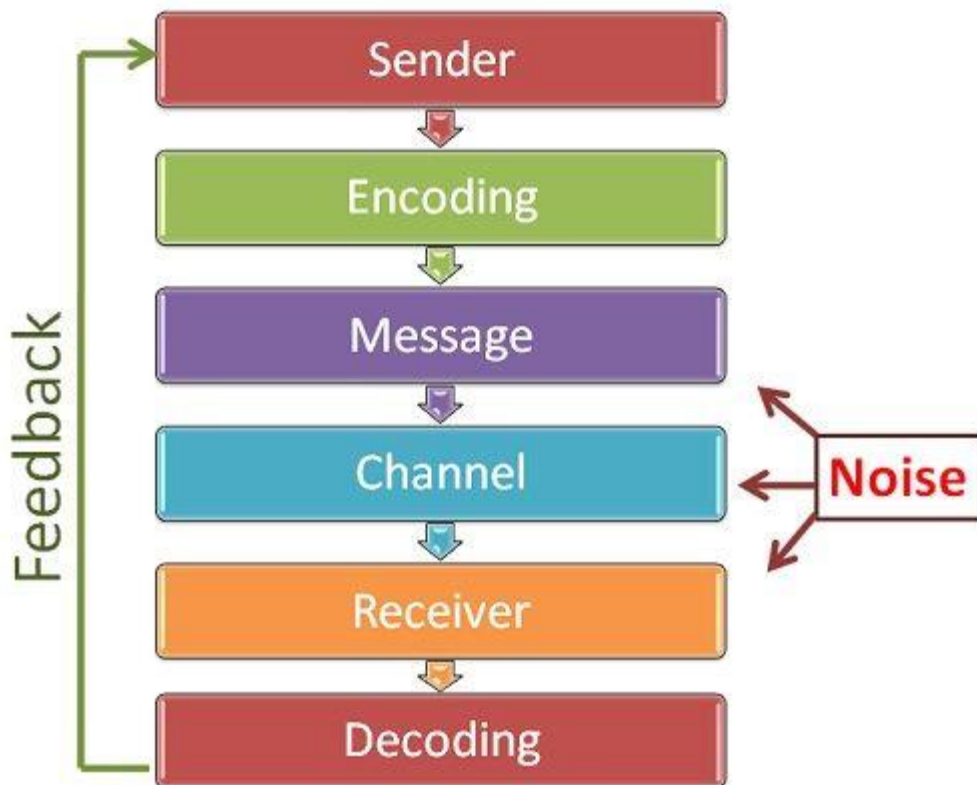 Sender
Encoding
Message
Channel
Receiver
Decoding
Feedback
Noise